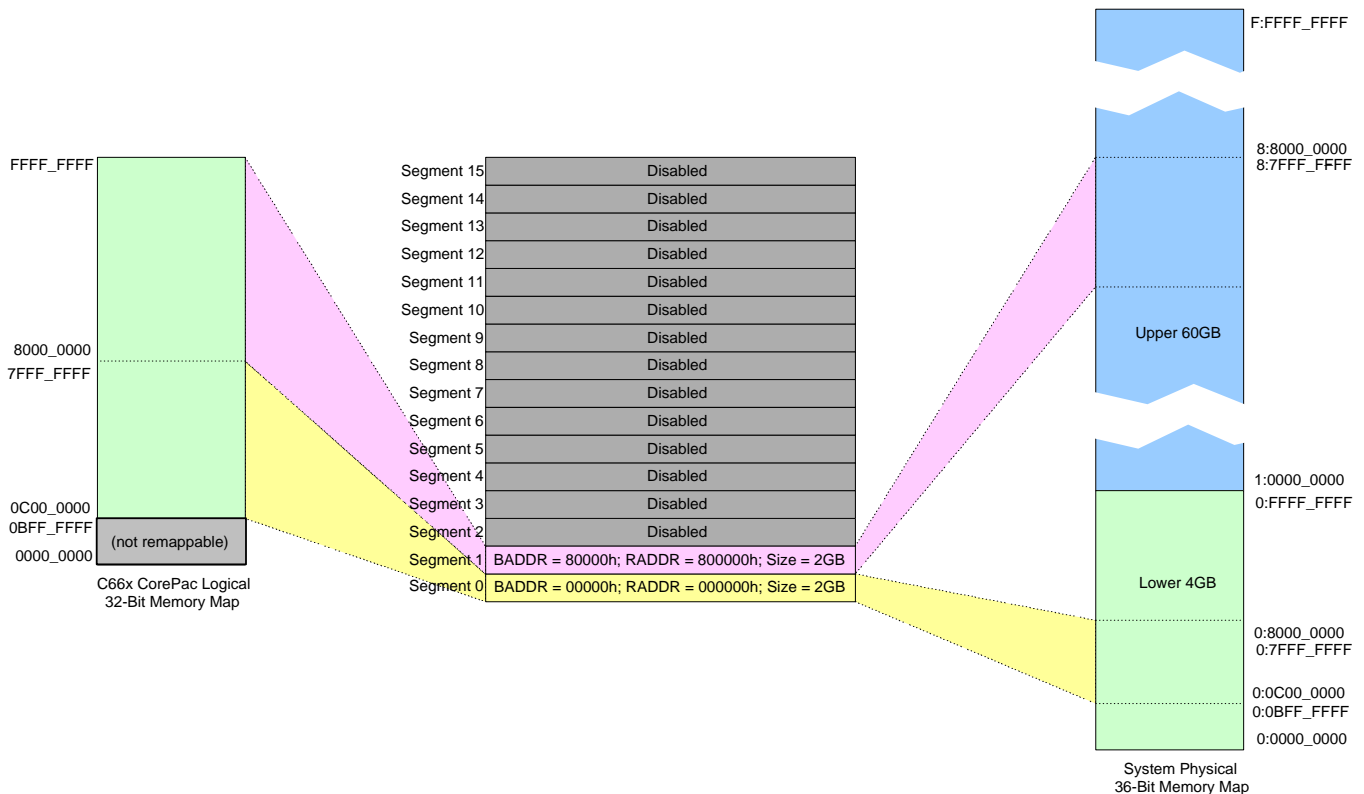 FFFF_FFFF
8000_0000
7FFF_FFFF
0C00_0000
0BFF_FFFF
0000_0000
(not remappable)
C66x CorePac Logical
32-Bit Memory Map
Segment 15 Disabled
Segment 14 Disabled
Segment 13 Disabled
Segment 12 Disabled
Segment 11 Disabled
Segment 10 Disabled
Segment 9 Disabled
Segment 8 Disabled
Segment 7 Disabled
Segment 6 Disabled
Segment 5 Disabled
Segment 4 Disabled
Segment 3 Disabled
Segment 2 Disabled
Segment 1 BADDR = 80000h; RADDR = 800000h; Size = 2GB
Segment 0 BADDR = 00000h; RADDR = 000000h; Size = 2GB
F:FFFF_FFFF
8:8000_0000
8:7FFF_FFFF
Upper 60GB
1:0000_0000
0:FFFF_FFFF
Lower 4GB
0:8000_0000
0:7FFF_FFFF
0:0C00_0000
0:0BFF_FFFF
0:0000_0000
System Physical
36-Bit Memory Map